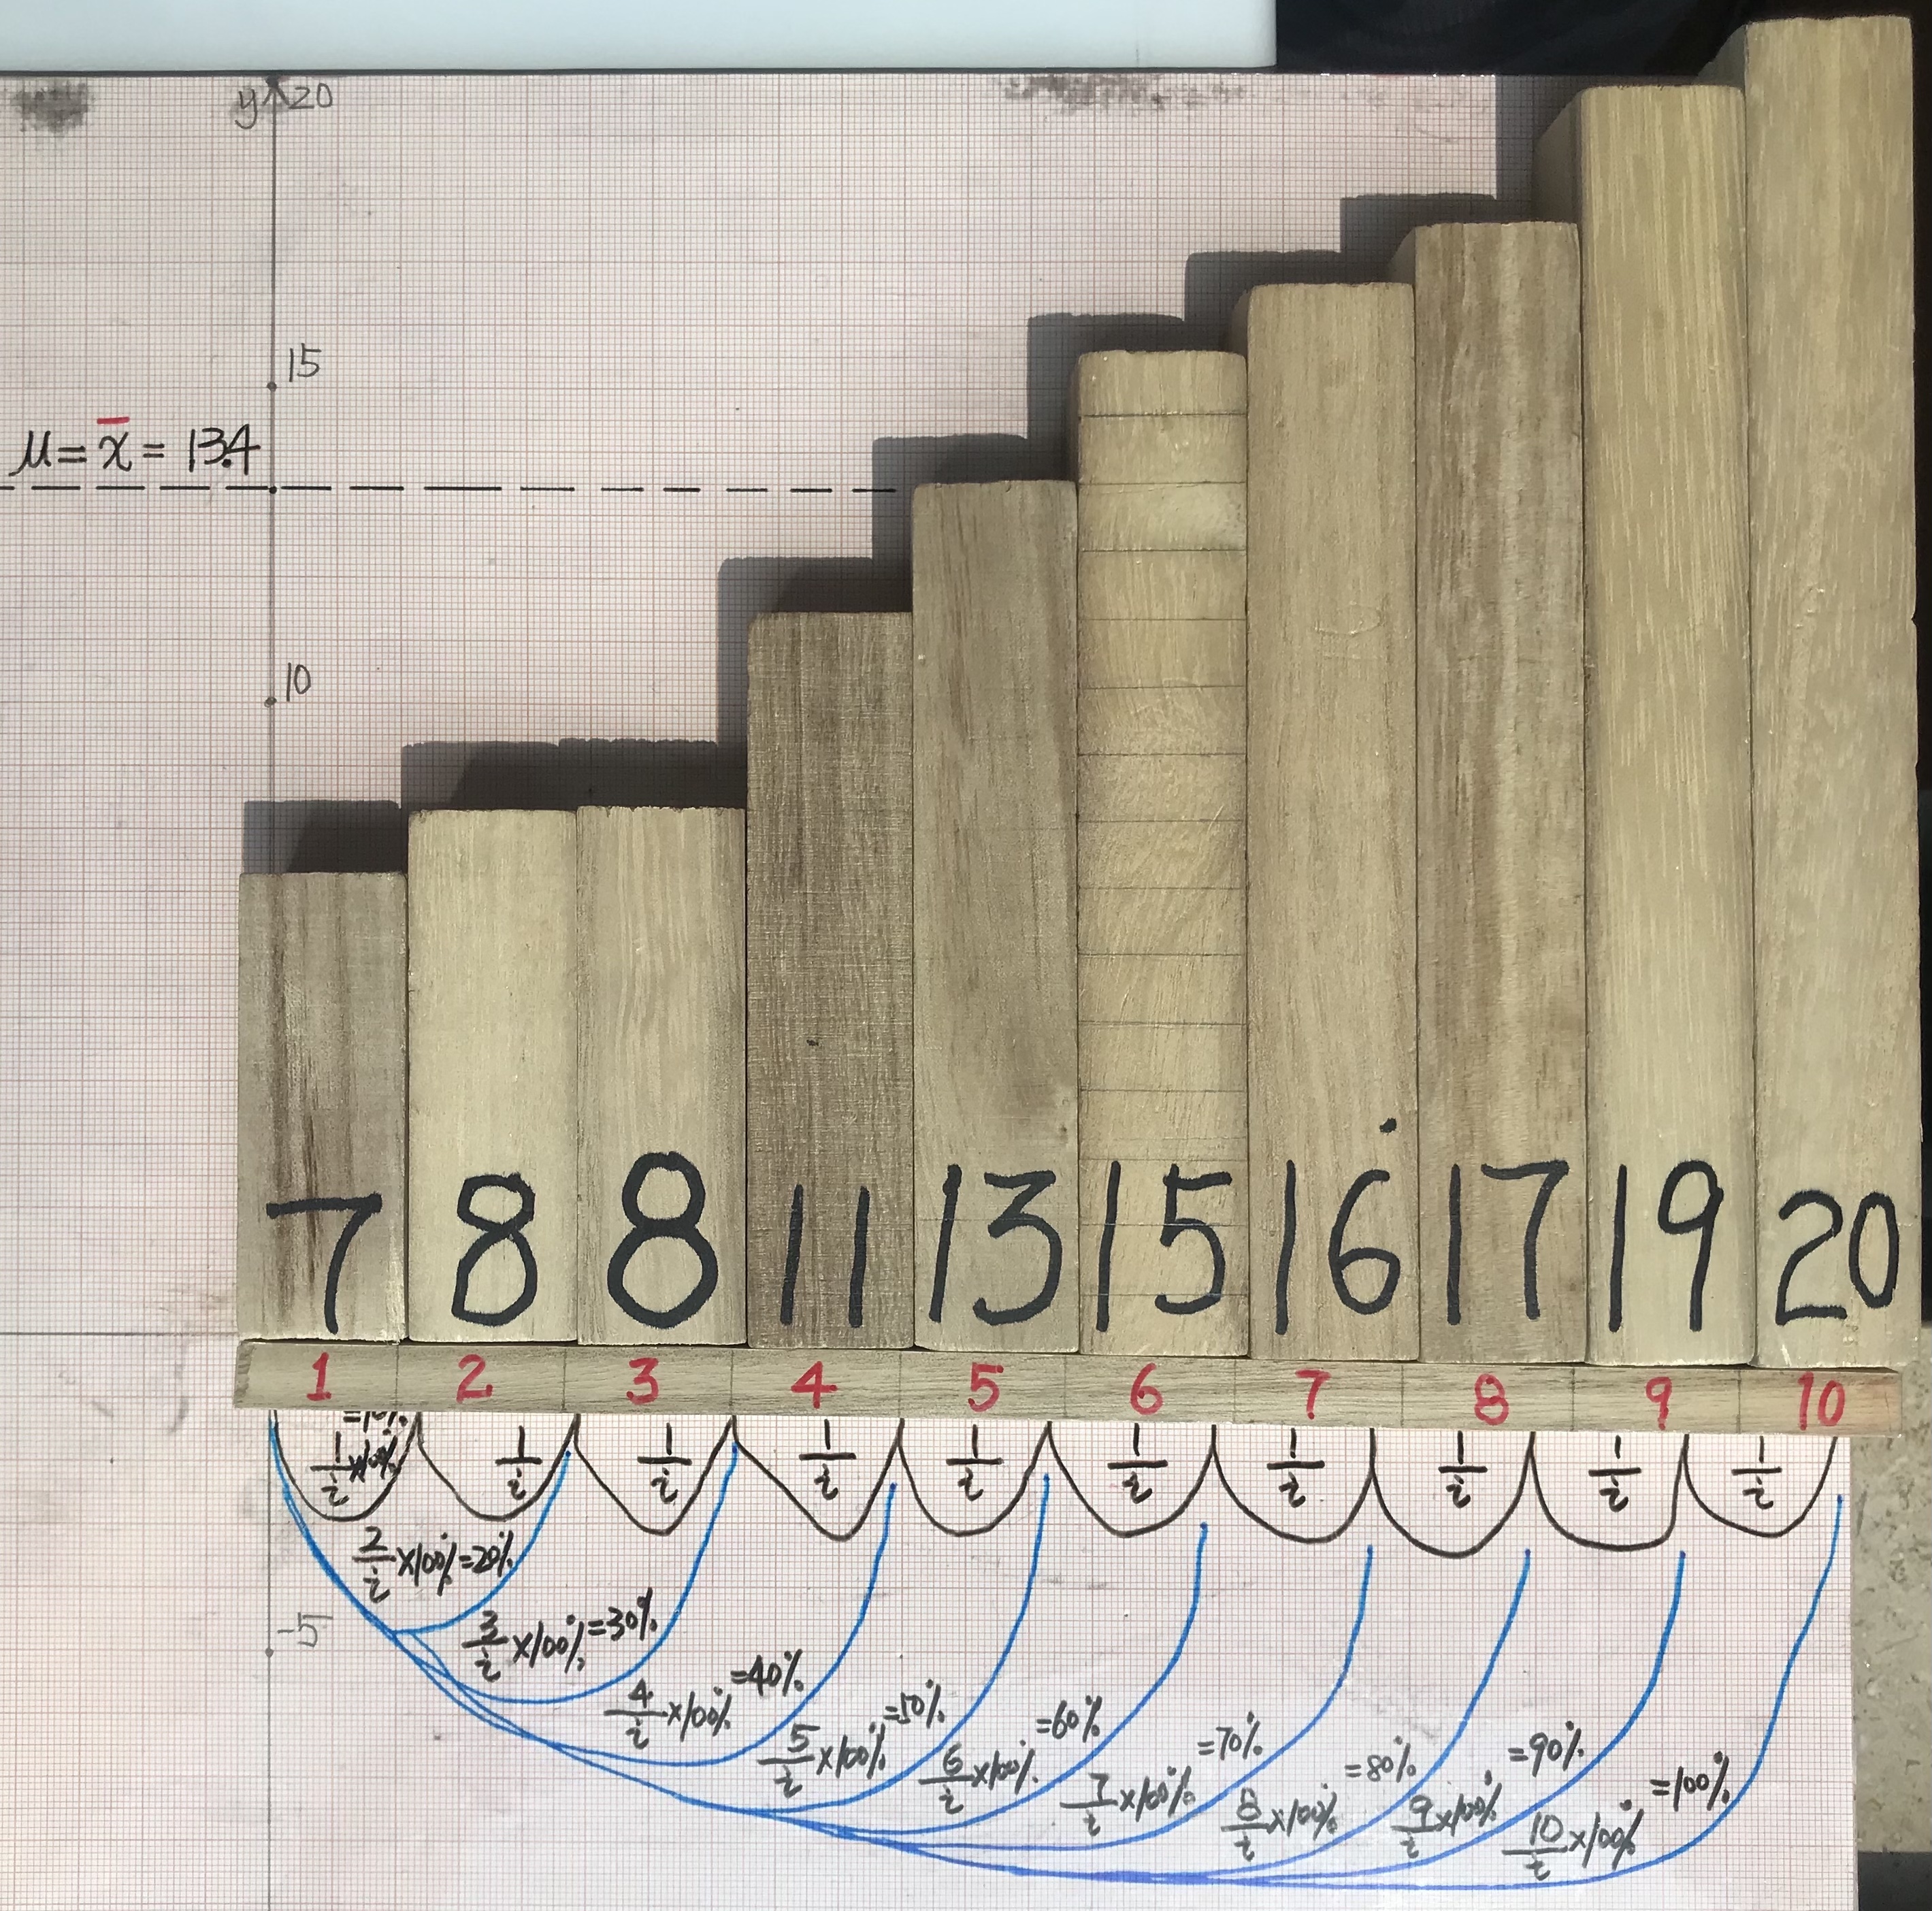 y 20
15
μ = x̄ = 13.4
10
7 8 8 11 13 15 16 17 19 20
1 2 3 4 5 6 7 8 9 10
=10%
1/i ×100% 1/i 1/i 1/i 1/i 1/i 1/i 1/i 1/i 1/i
2/i ×100% =20%
-5
3/i ×100% =30%
4/i ×100% =40%
5/i ×100% =50%
6/i ×100% =60%
7/i ×100% =70%
8/i ×100% =80%
9/i ×100% =90%
10/i ×100% =100%